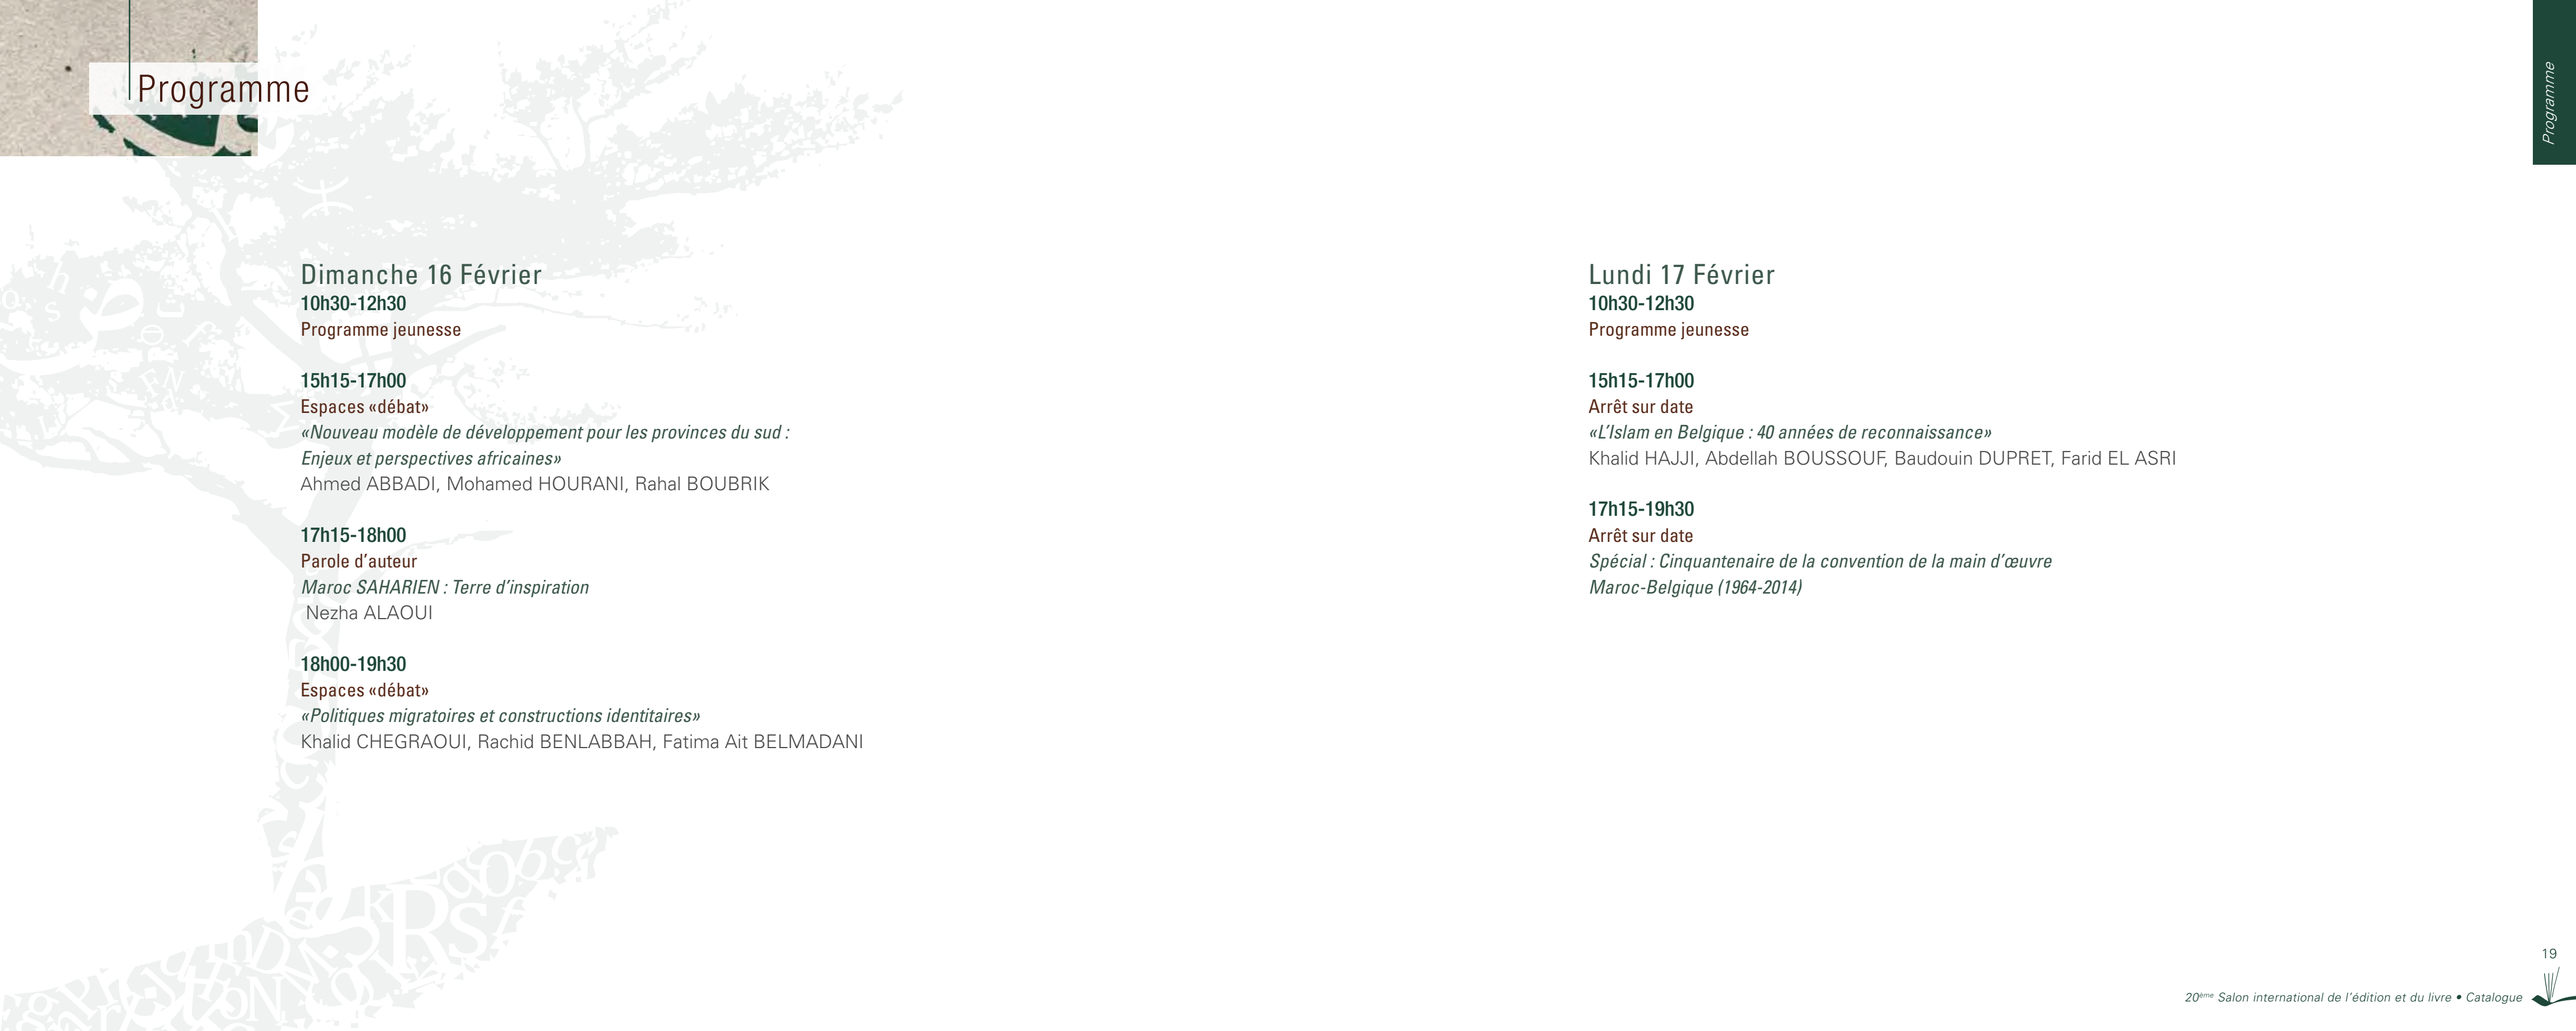 Programme
Programme
Dimanche 16 Février
10h30-12h30
Programme jeunesse
15h15-17h00
Espaces «débat»
«Nouveau modèle de développement pour les provinces du sud :
Enjeux et perspectives africaines»
Ahmed ABBADI, Mohamed HOURANI, Rahal BOUBRIK
17h15-18h00
Parole d’auteur
Maroc SAHARIEN : Terre d’inspiration
Nezha ALAOUI
18h00-19h30
Espaces «débat»
«Politiques migratoires et constructions identitaires»
Khalid CHEGRAOUI, Rachid BENLABBAH, Fatima Ait BELMADANI
Lundi 17 Février
10h30-12h30
Programme jeunesse
15h15-17h00
Arrêt sur date
«L’Islam en Belgique : 40 années de reconnaissance»
Khalid HAJJI, Abdellah BOUSSOUF, Baudouin DUPRET, Farid EL ASRI
17h15-19h30
Arrêt sur date
Spécial : Cinquantenaire de la convention de la main d’œuvre
Maroc-Belgique (1964-2014)
19
20ème Salon international de l’édition et du livre • Catalogue